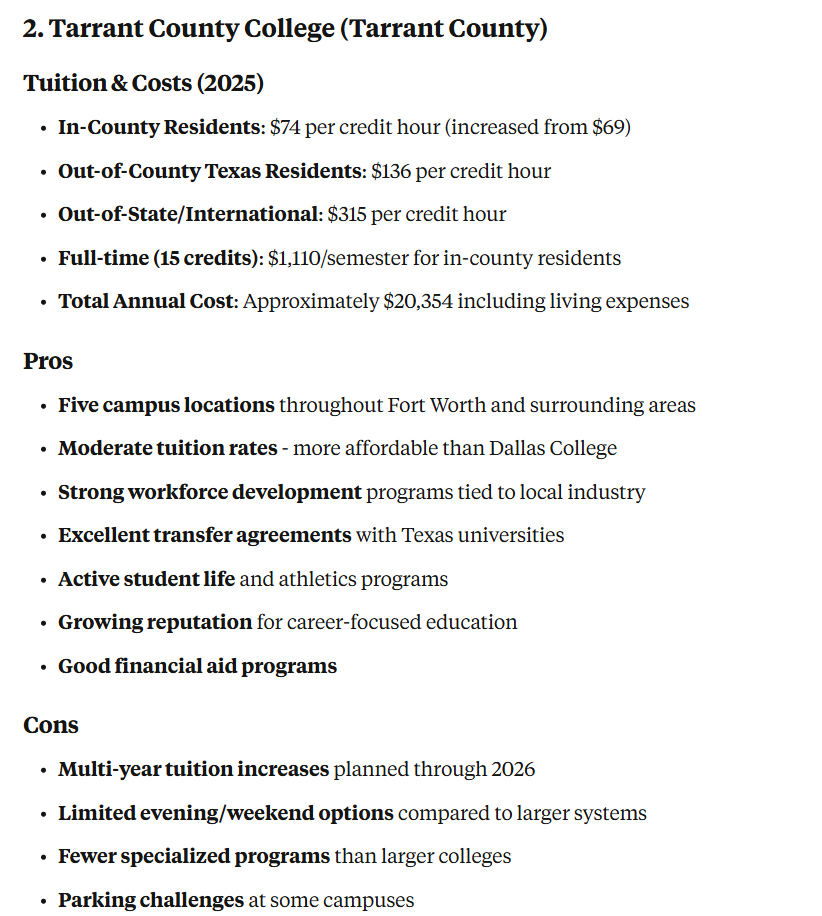 2. Tarrant County College (Tarrant County)
Tuition & Costs (2025)
• In-County Residents: $74 per credit hour (increased from $69)
• Out-of-County Texas Residents: $136 per credit hour
• Out-of-State/International: $315 per credit hour
• Full-time (15 credits): $1,110/semester for in-county residents
• Total Annual Cost: Approximately $20,354 including living expenses
Pros
• Five campus locations throughout Fort Worth and surrounding areas
• Moderate tuition rates - more affordable than Dallas College
• Strong workforce development programs tied to local industry
• Excellent transfer agreements with Texas universities
• Active student life and athletics programs
• Growing reputation for career-focused education
• Good financial aid programs
Cons
• Multi-year tuition increases planned through 2026
• Limited evening/weekend options compared to larger systems
• Fewer specialized programs than larger colleges
• Parking challenges at some campuses